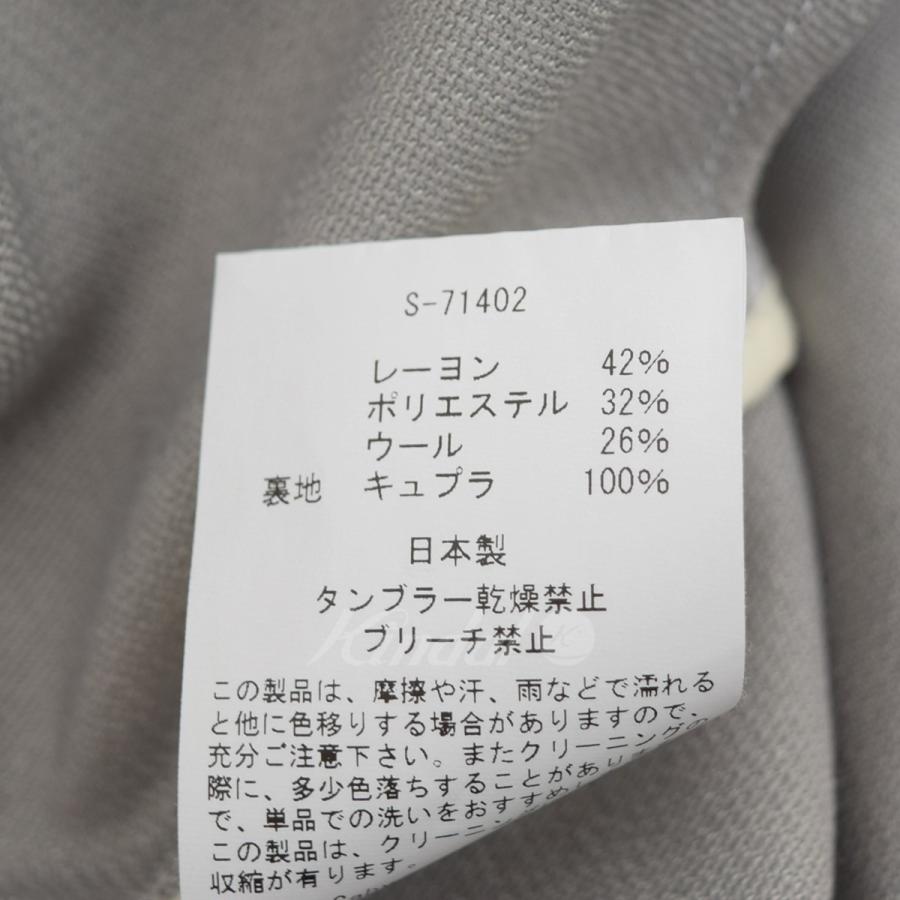 S-71402
レーヨン 42%
ポリエステル 32%
ウール 26%
裏地 キュプラ 100%
日本製
タンブラー乾燥禁止
ブリーチ禁止
Kindal
この製品は、摩擦や汗、雨などで濡れる
と他に色移りする場合がありますので、
充分ご注意下さい。またクリーニングの
際に、多少色落ちすることがあり
で、単品での洗いをおすすめ
この製品は、クリーニン
収縮が有ります。